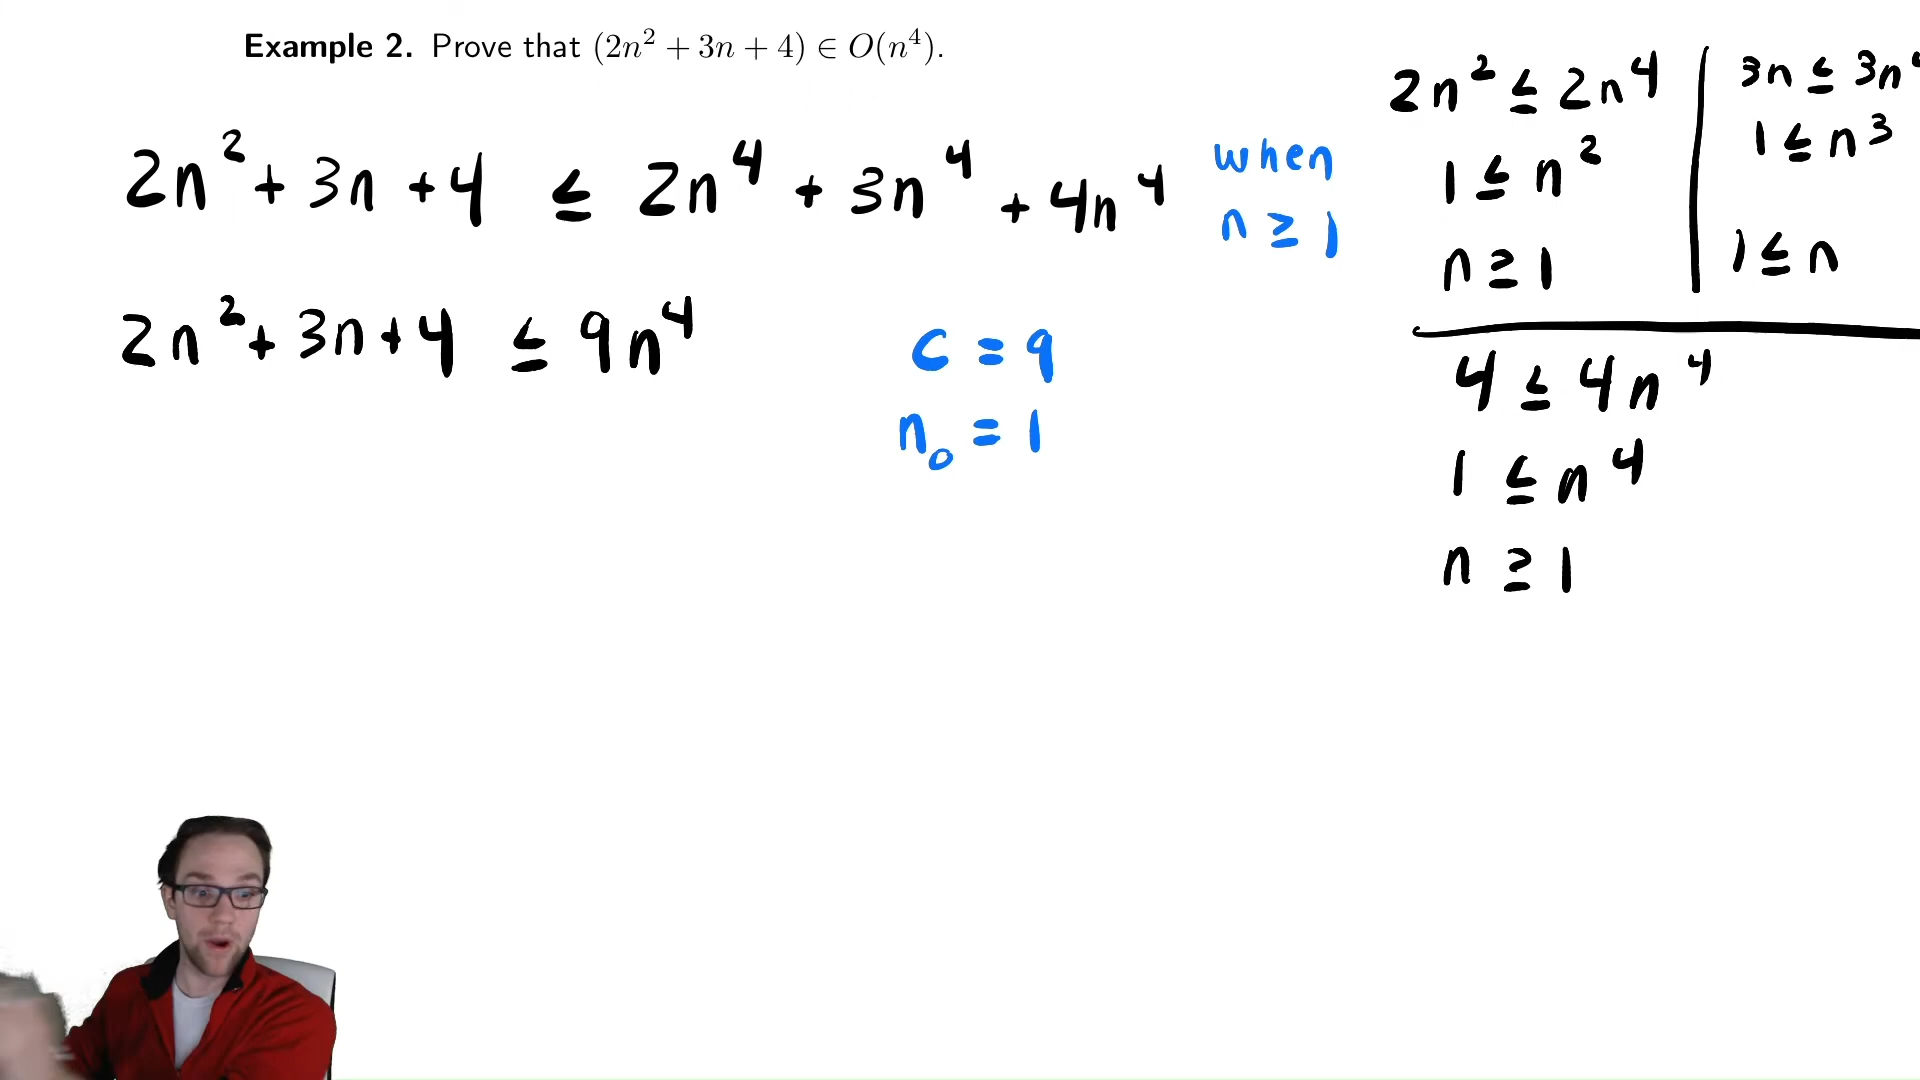 Example 2. Prove that (2n² + 3n + 4) ∈ O(n⁴).
2n² + 3n + 4 ≤ 2n⁴ + 3n⁴ + 4n⁴
when
n ≥ 1
2n² + 3n + 4 ≤ 9n⁴
c = 9
n₀ = 1
2n² ≤ 2n⁴
1 ≤ n²
n ≥ 1
3n ≤ 3n⁴
1 ≤ n³
1 ≤ n
4 ≤ 4n⁴
1 ≤ n⁴
n ≥ 1